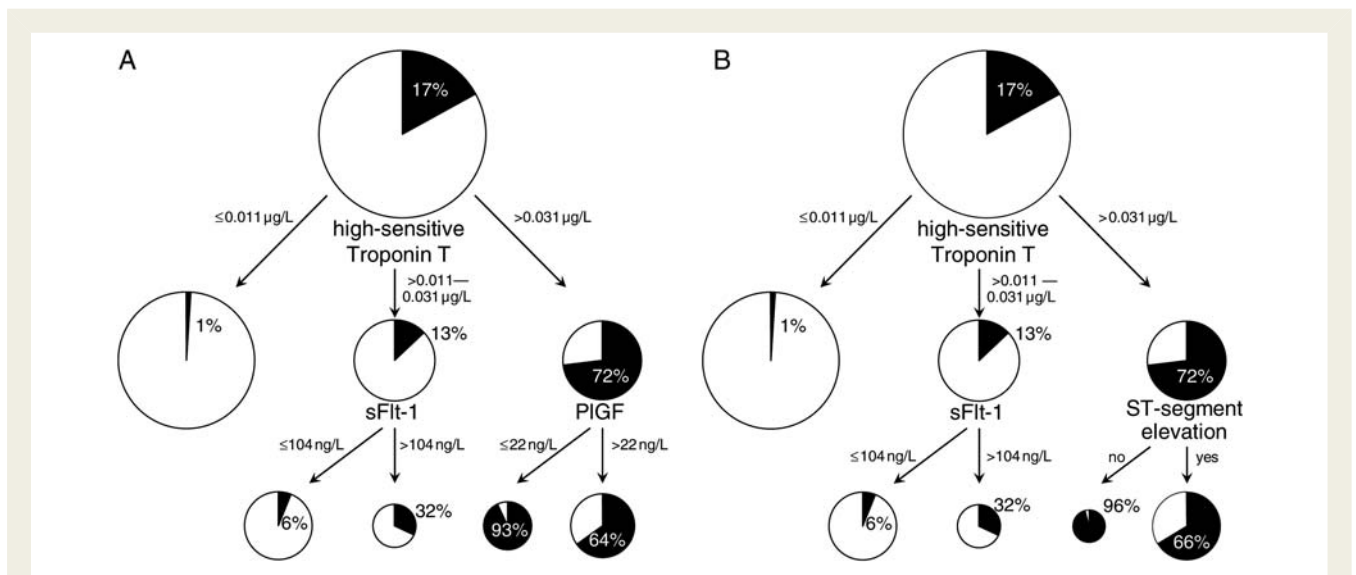 A
B
17%
17%
≤0.011 µg/L
>0.031 µg/L
≤0.011 µg/L
>0.031 µg/L
high-sensitive
Troponin T
high-sensitive
Troponin T
>0.011—
0.031 µg/L
>0.011 —
0.031 µg/L
1%
13%
72%
1%
13%
72%
sFlt-1
PlGF
sFlt-1
ST-segment
elevation
≤104 ng/L
>104 ng/L
≤22 ng/L
>22 ng/L
≤104 ng/L
>104 ng/L
no
yes
6%
32%
93%
64%
6%
32%
96%
66%